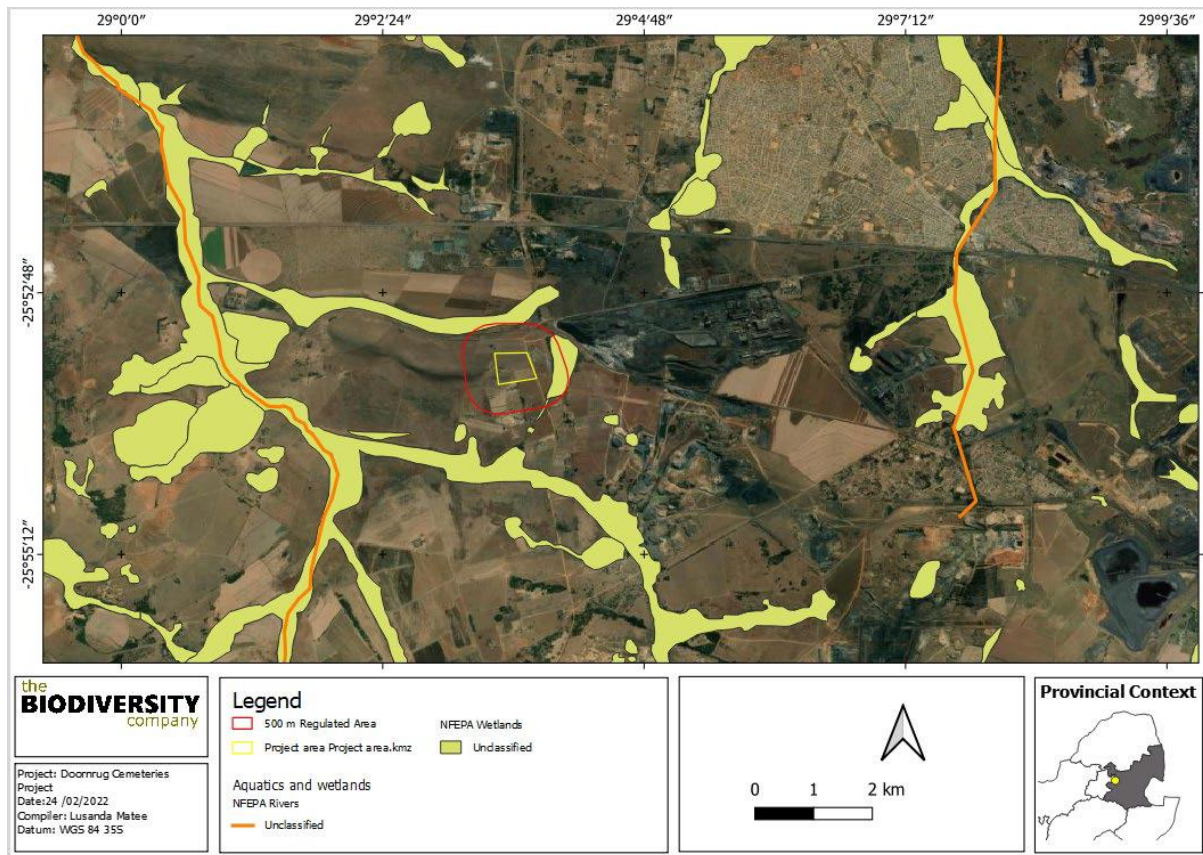 29°0′0″ 29°2′24″ 29°4′48″ 29°7′12″ 29°9′36″
-25°52′48″
-25°55′12″
the
BIODIVERSITY
company
Project: Doornrug Cemeteries
Project
Date:24 /02/2022
Compiler: Lusanda Matee
Datum: WGS 84 35S
Legend
500 m Regulated Area
Project area Project area.kmz
Aquatics and wetlands
NFEPA Rivers
Unclassified
NFEPA Wetlands
Unclassified
0 1 2 km
Provincial Context